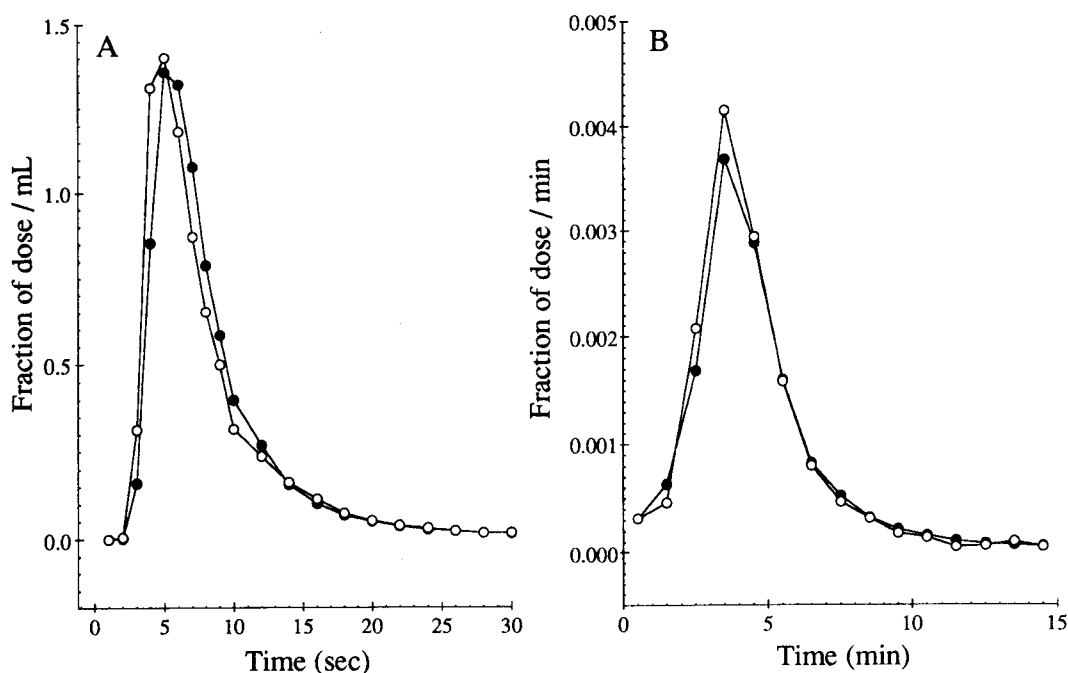 A
Fraction of dose / mL
1.5
1.0
0.5
0.0
0 5 10 15 20 25 30
Time (sec)
B
Fraction of dose / min
0.005
0.004
0.003
0.002
0.001
0.000
0 5 10 15
Time (min)